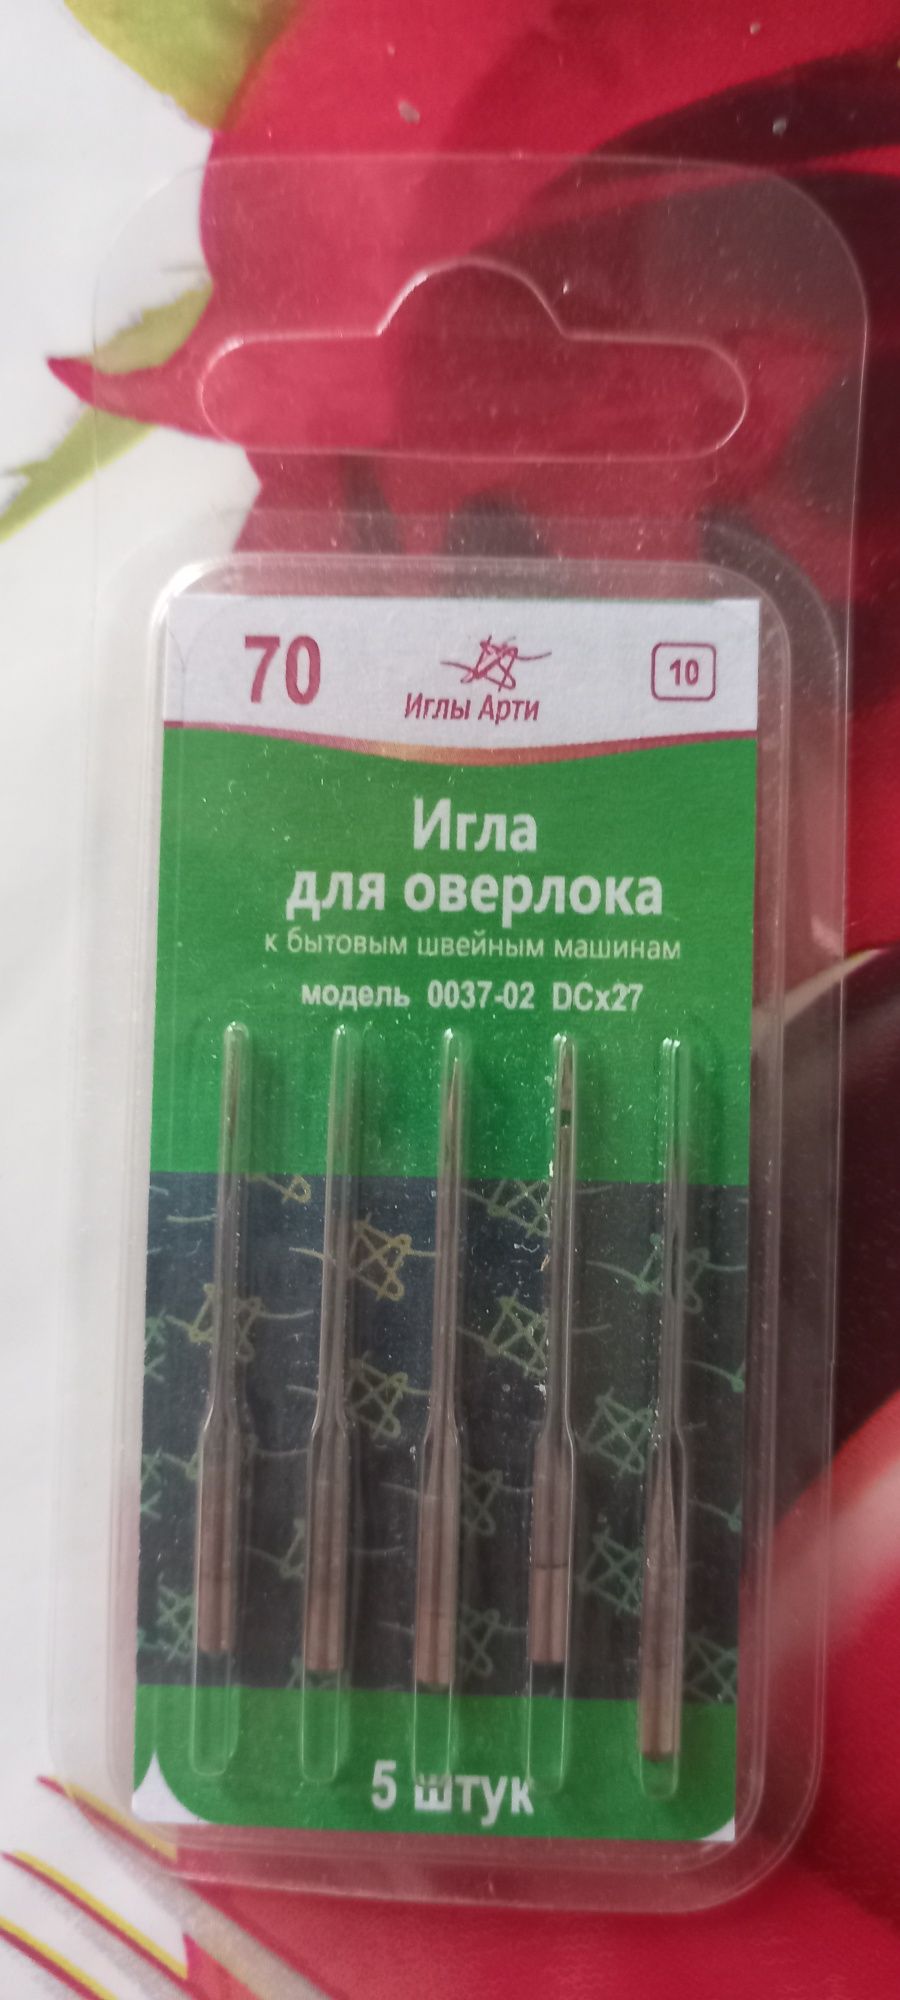 70
Иглы Арти
10
Игла
для оверлока
к бытовым швейным машинам
модель 0037-02 DCx27
5 штук